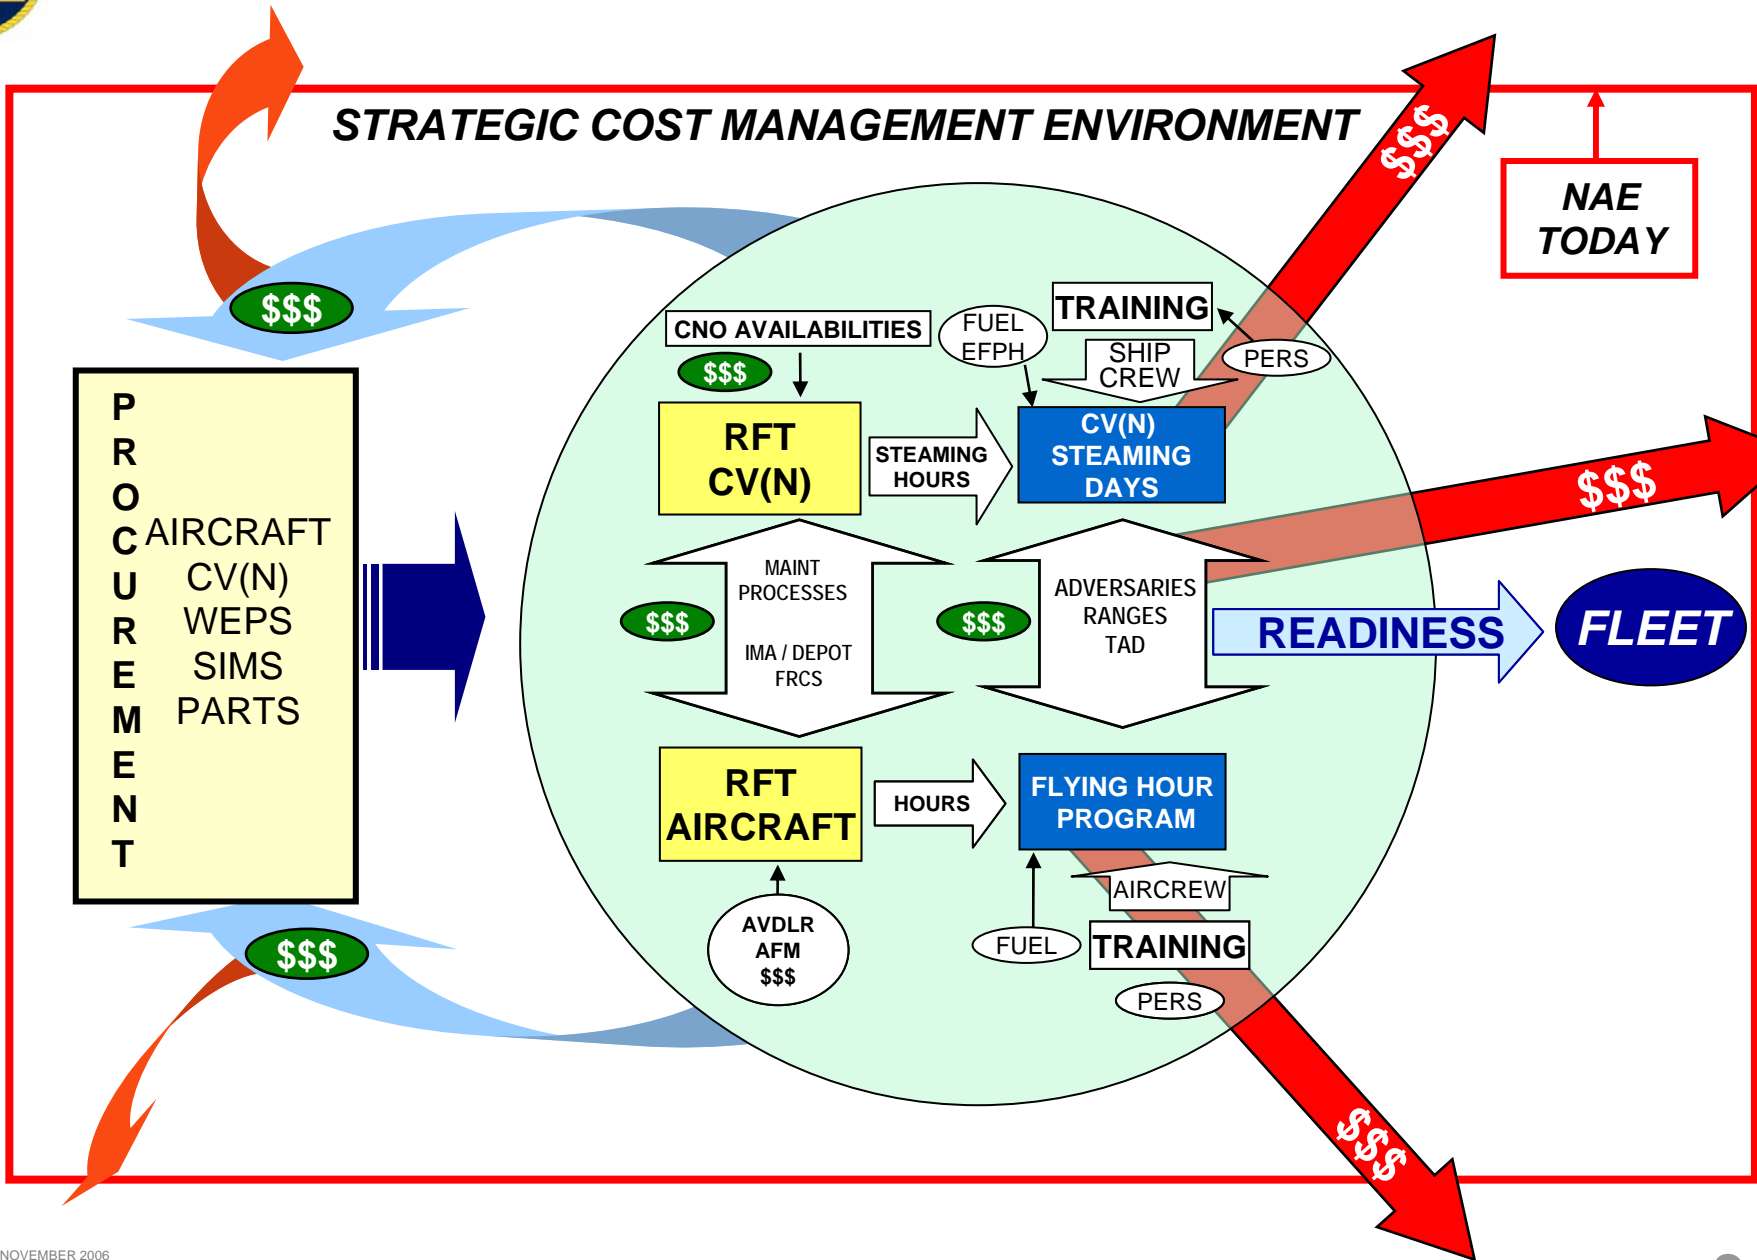 STRATEGIC COST MANAGEMENT ENVIRONMENT
$$$
NAE
TODAY
$$$
CNO AVAILABILITIES
$$$
FUEL
EFPH
TRAINING
SHIP
CREW
PERS
PROCUREMENT
AIRCRAFT
CV(N)
WEPS
SIMS
PARTS
RFT
CV(N)
STEAMING
HOURS
CV(N)
STEAMING
DAYS
$$$
MAINT
PROCESSES
IMA / DEPOT
FRCS
$$$
$$$
ADVERSARIES
RANGES
TAD
READINESS
FLEET
RFT
AIRCRAFT
HOURS
FLYING HOUR
PROGRAM
AIRCREW
AVDLR
AFM
$$$
FUEL
TRAINING
PERS
$$$
$$$
NOVEMBER 2006